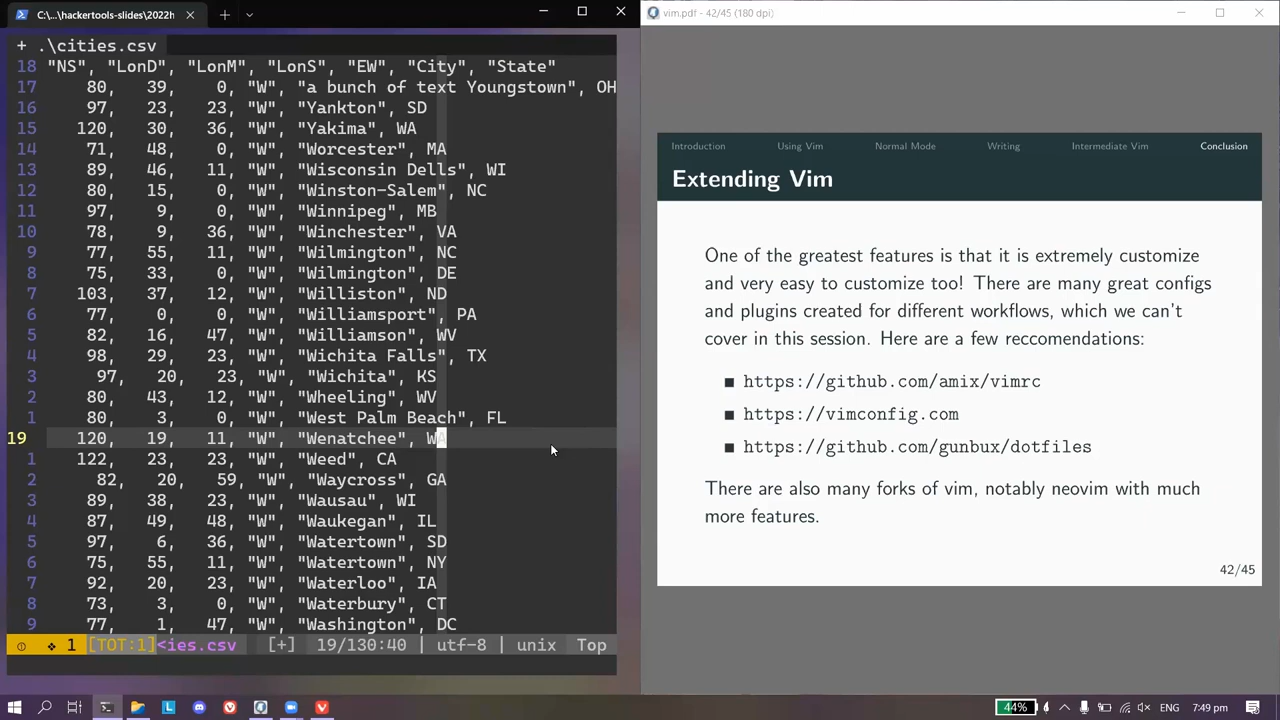 C:\...\hackertools-slides\2022h
vim.pdf - 42/45 (180 dpi)
+ .\cities.csv
18 "NS", "LonD", "LonM", "LonS", "EW", "City", "State"
17 80, 39, 0, "W", "a bunch of text Youngstown", OH
16 97, 23, 23, "W", "Yankton", SD
15 120, 30, 36, "W", "Yakima", WA
14 71, 48, 0, "W", "Worcester", MA
13 89, 46, 11, "W", "Wisconsin Dells", WI
12 80, 15, 0, "W", "Winston-Salem", NC
11 97, 9, 0, "W", "Winnipeg", MB
10 78, 9, 36, "W", "Winchester", VA
9 77, 55, 11, "W", "Wilmington", NC
8 75, 33, 0, "W", "Wilmington", DE
7 103, 37, 12, "W", "Williston", ND
6 77, 0, 0, "W", "Williamsport", PA
5 82, 16, 47, "W", "Williamson", WV
4 98, 29, 23, "W", "Wichita Falls", TX
3 97, 20, 23, "W", "Wichita", KS
2 80, 43, 12, "W", "Wheeling", WV
1 80, 3, 0, "W", "West Palm Beach", FL
19 120, 19, 11, "W", "Wenatchee", WA
1 122, 23, 23, "W", "Weed", CA
2 82, 20, 59, "W", "Waycross", GA
3 89, 38, 23, "W", "Wausau", WI
4 87, 49, 48, "W", "Waukegan", IL
5 97, 6, 36, "W", "Watertown", SD
6 75, 55, 11, "W", "Watertown", NY
7 92, 20, 23, "W", "Waterloo", IA
8 73, 3, 0, "W", "Waterbury", CT
9 77, 1, 47, "W", "Washington", DC
1 [TOT:1]<ies.csv [+] 19/130:40 | utf-8 | unix | Top
Introduction Using Vim Normal Mode Writing Intermediate Vim Conclusion
Extending Vim
One of the greatest features is that it is extremely customize
and very easy to customize too! There are many great configs
and plugins created for different workflows, which we can't
cover in this session. Here are a few reccomendations:
https://github.com/amix/vimrc
https://vimconfig.com
https://github.com/gunbux/dotfiles
There are also many forks of vim, notably neovim with much
more features.
42/45
44% ENG 7:49 pm